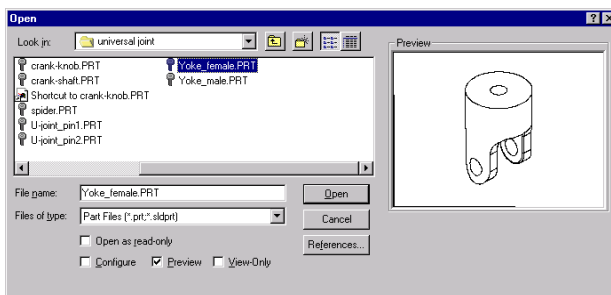 Open
Look in: universal joint
Preview
crank-knob.PRT
crank-shaft.PRT
Shortcut to crank-knob.PRT
spider.PRT
U-joint_pin1.PRT
U-joint_pin2.PRT
Yoke_female.PRT
Yoke_male.PRT
File name: Yoke_female.PRT
Open
Files of type: Part Files (*.prt;*.sldprt)
Cancel
Open as read-only
References...
Configure Preview View-Only